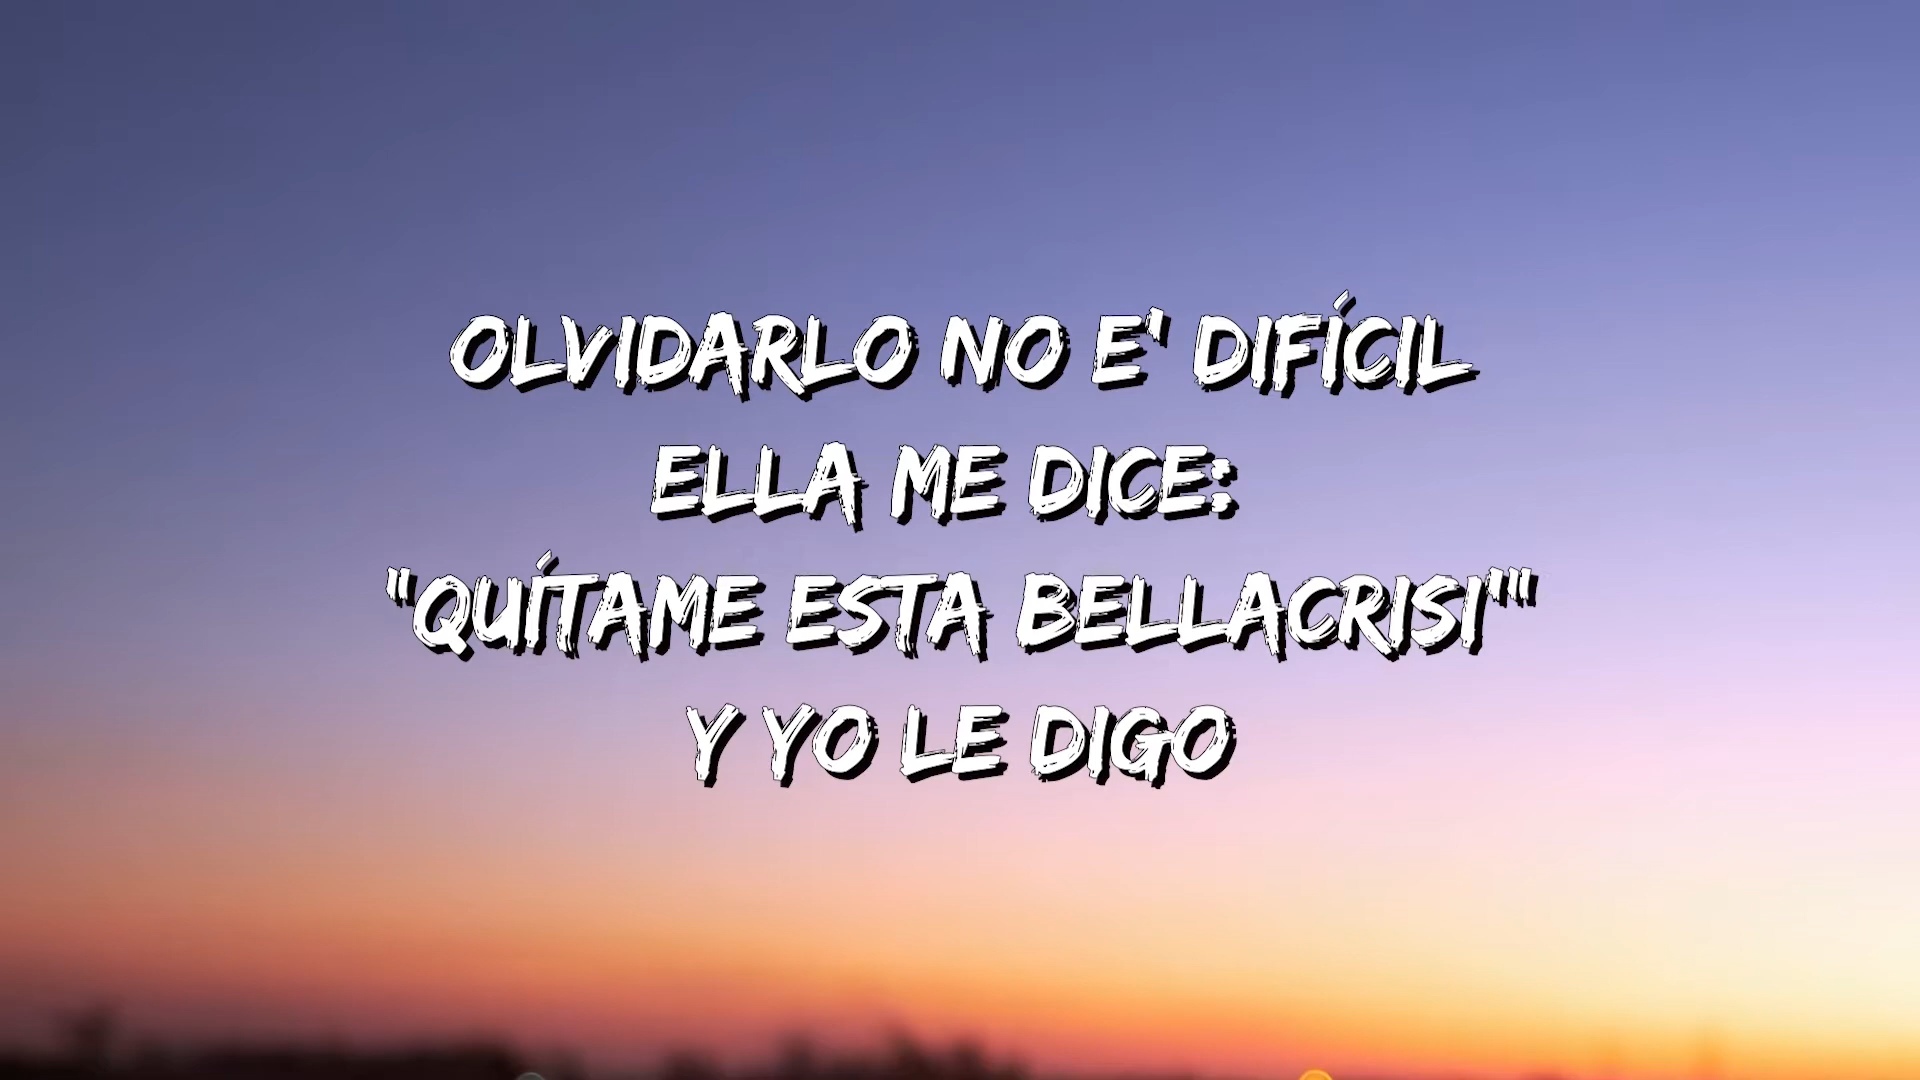 OLVIDARLO NO E' DIFÍCIL
ELLA ME DICE:
"QUÍTAME ESTA BELLACRISI'"
Y YO LE DIGO